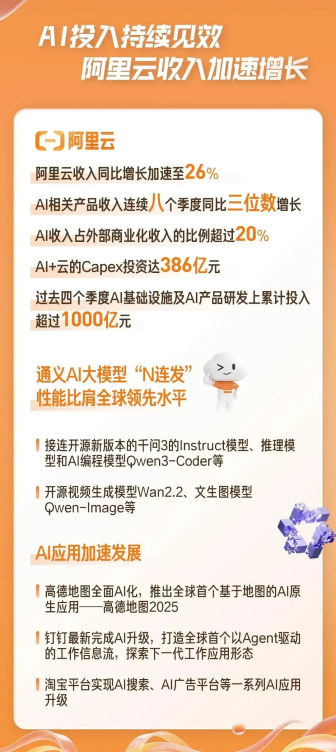 AI投入持续见效
阿里云收入加速增长
阿里云
阿里云收入同比增长加速至26%
AI相关产品收入连续八个季度同比三位数增长
AI收入占外部商业化收入的比例超过20%
AI+云的Capex投资达386亿元
过去四个季度AI基础设施及AI产品研发上累计投入
超过1000亿元
通义AI大模型“N连发”
性能比肩全球领先水平
接连开源新版本的千问3的Instruct模型、推理模
型和AI编程模型Qwen3-Coder等
开源视频生成模型Wan2.2、文生图模型
Qwen-Image等
AI应用加速发展
高德地图全面AI化，推出全球首个基于地图的AI原
生应用——高德地图2025
钉钉最新完成AI升级，打造全球首个以Agent驱动
的工作信息流，探索下一代工作应用形态
淘宝平台实现AI搜索、AI广告平台等一系列AI应用
升级